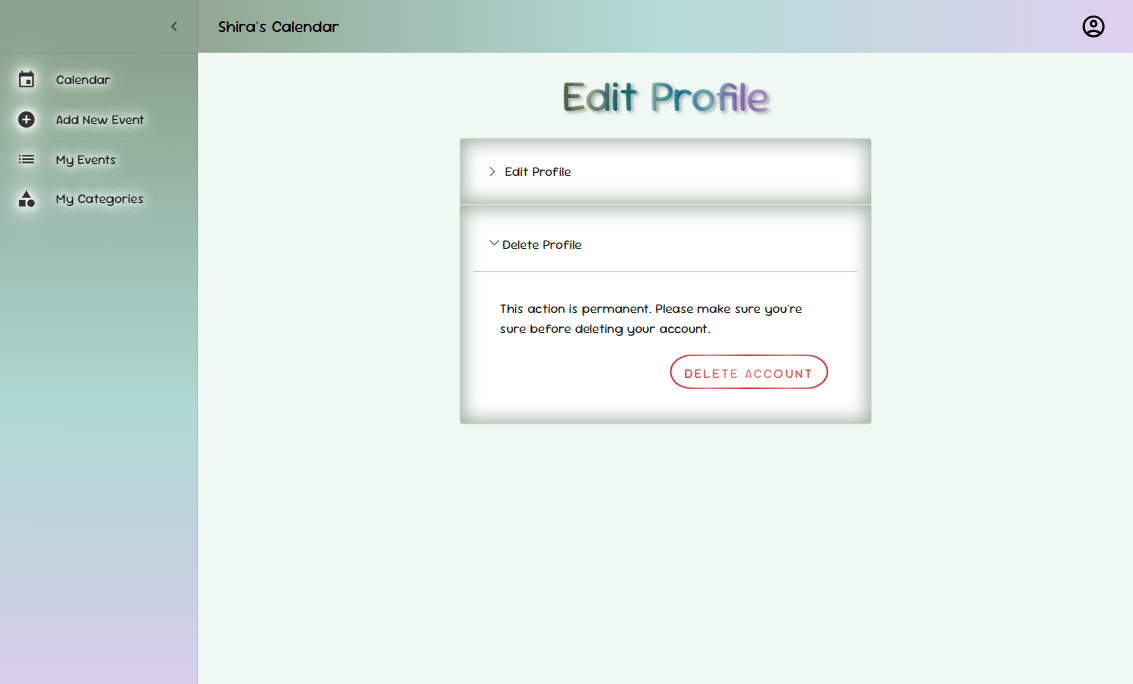 Shira's Calendar
Calendar
Add New Event
My Events
My Categories
Edit Profile
Edit Profile
Delete Profile
This action is permanent. Please make sure you're
sure before deleting your account.
DELETE ACCOUNT